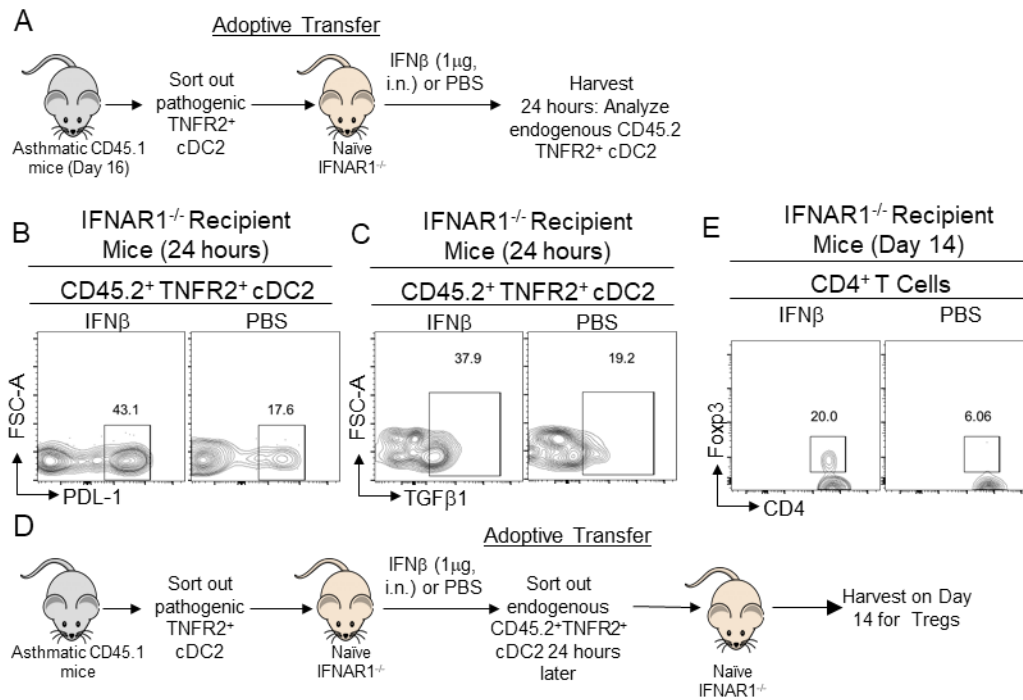 A
Adoptive Transfer
Asthmatic CD45.1
mice (Day 16)
Sort out
pathogenic
TNFR2⁺
cDC2
Naïve
IFNAR1⁻/⁻
IFNβ (1μg,
i.n.) or PBS
Harvest
24 hours: Analyze
endogenous CD45.2
TNFR2⁺ cDC2
B
IFNAR1⁻/⁻ Recipient
Mice (24 hours)
CD45.2⁺ TNFR2⁺ cDC2
IFNβ
PBS
43.1
17.6
FSC-A
PDL-1
C
IFNAR1⁻/⁻ Recipient
Mice (24 hours)
CD45.2⁺ TNFR2⁺ cDC2
IFNβ
PBS
37.9
19.2
FSC-A
TGFβ1
E
IFNAR1⁻/⁻ Recipient
Mice (Day 14)
CD4⁺ T Cells
IFNβ
PBS
20.0
6.06
Foxp3
CD4
D
Adoptive Transfer
Asthmatic CD45.1
mice
Sort out
pathogenic
TNFR2⁺
cDC2
Naïve
IFNAR1⁻/⁻
IFNβ (1μg,
i.n.) or PBS
Sort out
endogenous
CD45.2⁺TNFR2⁺
cDC2 24 hours
later
Naïve
IFNAR1⁻/⁻
Harvest on Day
14 for Tregs